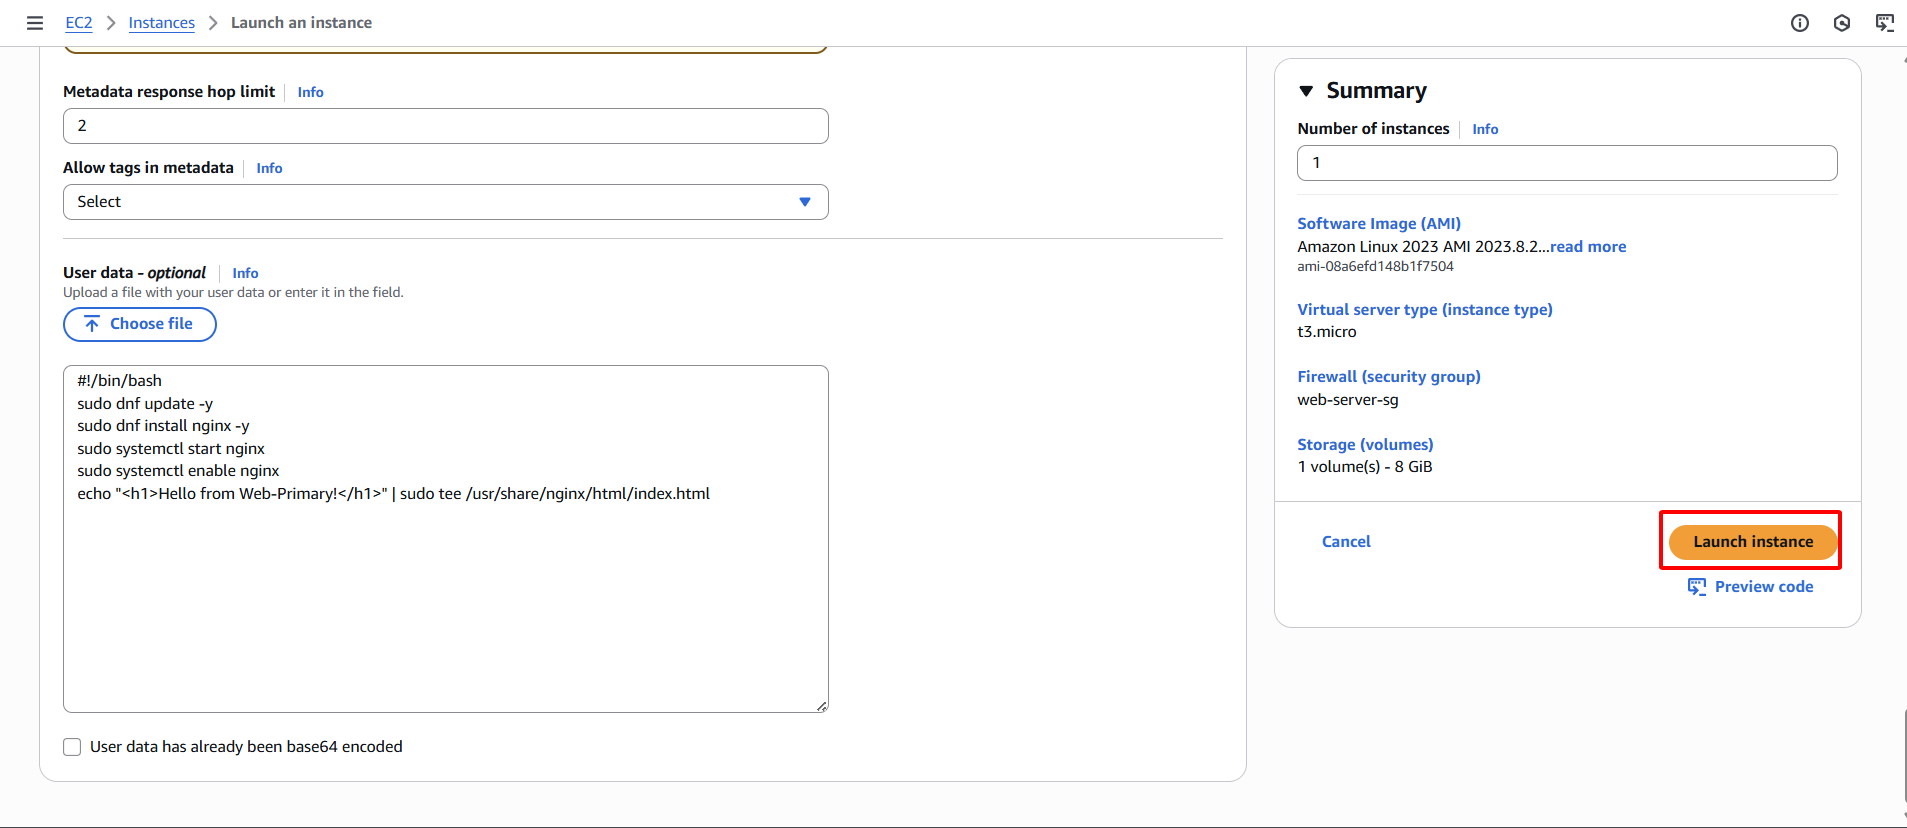 EC2 > Instances > Launch an instance
Metadata response hop limit | Info
2
Allow tags in metadata | Info
Select
User data - optional | Info
Upload a file with your user data or enter it in the field.
Choose file
#!/bin/bash
sudo dnf update -y
sudo dnf install nginx -y
sudo systemctl start nginx
sudo systemctl enable nginx
echo "<h1>Hello from Web-Primary!</h1>" | sudo tee /usr/share/nginx/html/index.html
User data has already been base64 encoded
Summary
Number of instances | Info
1
Software Image (AMI)
Amazon Linux 2023 AMI 2023.8.2...read more
ami-08a6efd148b1f7504
Virtual server type (instance type)
t3.micro
Firewall (security group)
web-server-sg
Storage (volumes)
1 volume(s) - 8 GiB
Cancel
Launch instance
Preview code